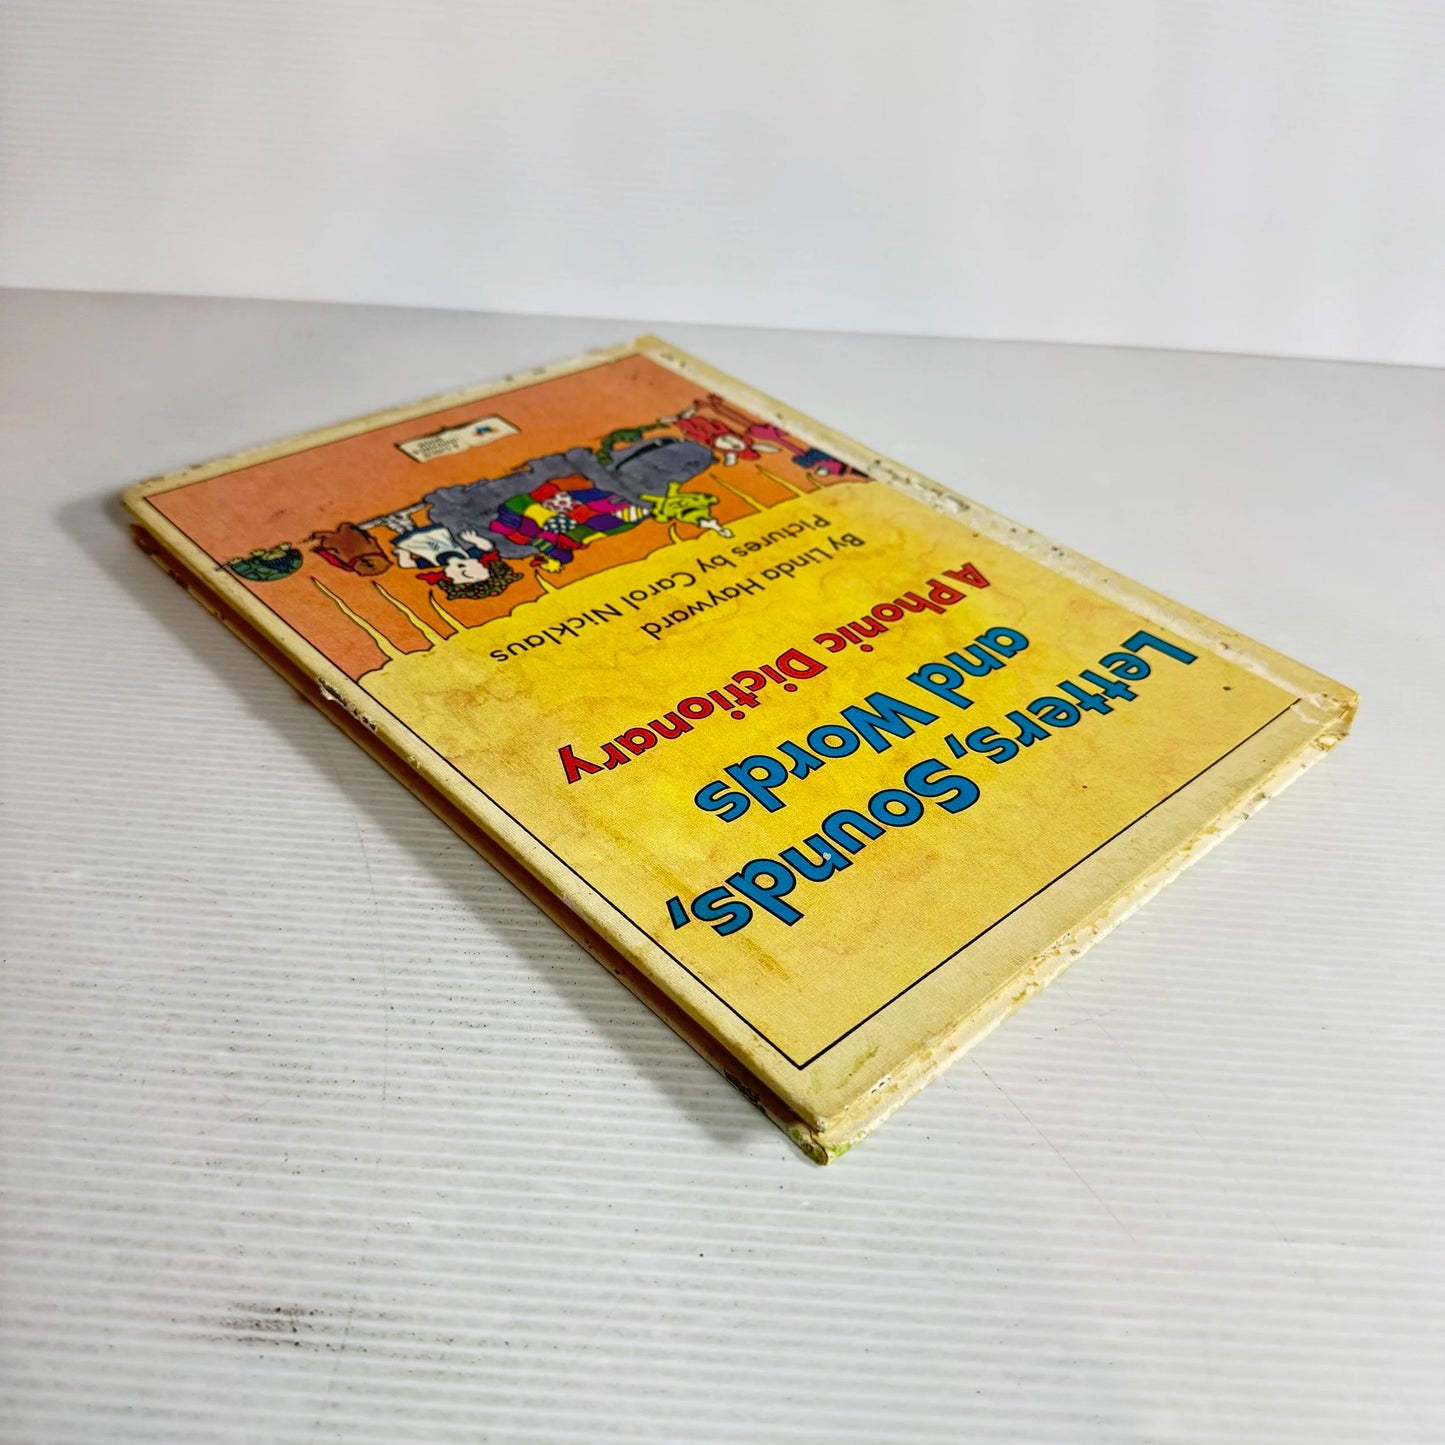 Letters, Sounds,
and Words
A Phonic Dictionary
By Linda Hayward
Pictures by Carol Nicklaus